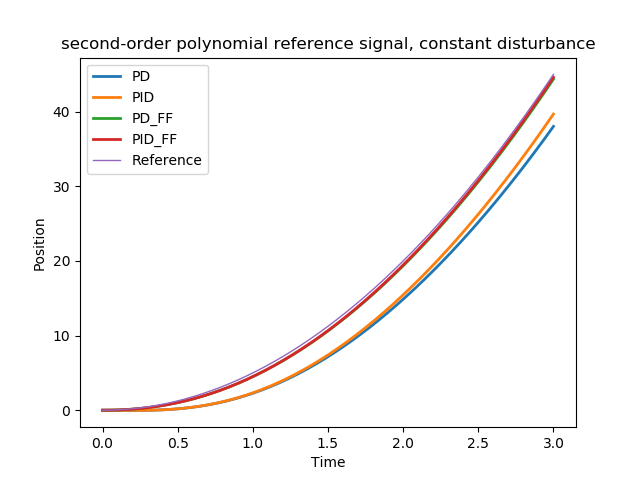 second-order polynomial reference signal, constant disturbance
PD
PID
PD_FF
PID_FF
Reference
Position
40
30
20
10
0
0.0 0.5 1.0 1.5 2.0 2.5 3.0
Time